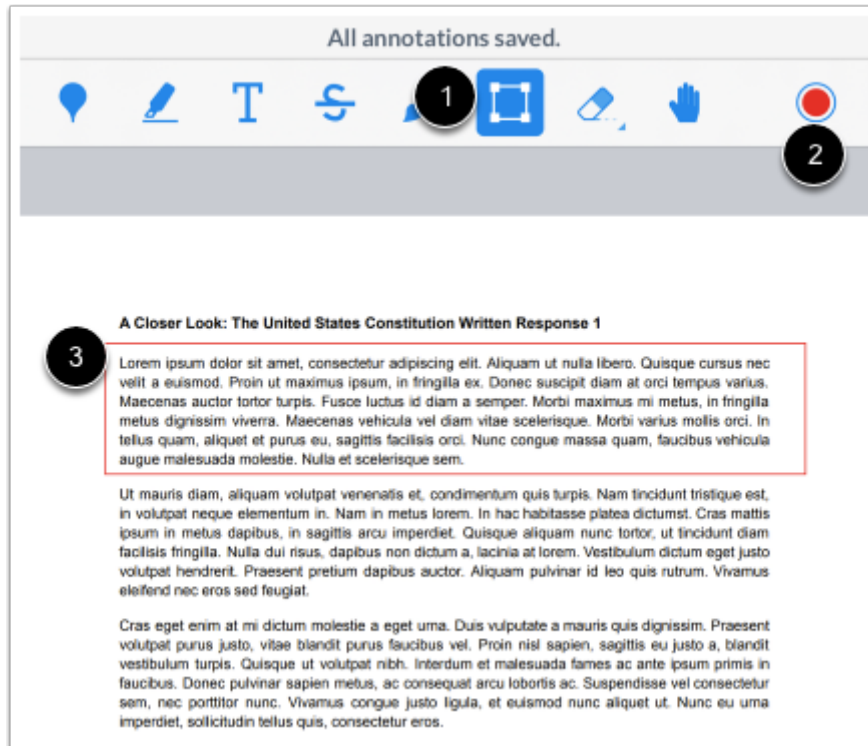 All annotations saved.
T S
1
2
A Closer Look: The United States Constitution Written Response 1
3
Lorem ipsum dolor sit amet, consectetur adipiscing elit. Aliquam ut nulla libero. Quisque cursus nec
velit a euismod. Proin ut maximus ipsum, in fringilla ex. Donec suscipit diam at orci tempus varius.
Maecenas auctor tortor turpis. Fusce luctus id diam a semper. Morbi maximus mi metus, in fringilla
metus dignissim viverra. Maecenas vehicula vel diam vitae scelerisque. Morbi varius mollis orci. In
tellus quam, aliquet et purus eu, sagittis facilisis orci. Nunc congue massa quam, faucibus vehicula
augue malesuada molestie. Nulla et scelerisque sem.
Ut mauris diam, aliquam volutpat venenatis et, condimentum quis turpis. Nam tincidunt tristique est,
in volutpat neque elementum in. Nam in metus lorem. In hac habitasse platea dictumst. Cras mattis
ipsum in metus dapibus, in sagittis arcu imperdiet. Quisque aliquam nunc tortor, ut tincidunt diam
facilisis fringilla. Nulla dui risus, dapibus non dictum a, lacinia at lorem. Vestibulum dictum eget justo
volutpat hendrerit. Praesent pretium dapibus auctor. Aliquam pulvinar id leo quis rutrum. Vivamus
eleifend nec eros sed feugiat.
Cras eget enim at mi dictum molestie a eget urna. Duis vulputate a mauris quis dignissim. Praesent
volutpat purus justo, vitae blandit purus faucibus vel. Proin nisl sapien, sagittis eu justo a, blandit
vestibulum turpis. Quisque ut volutpat nibh. Interdum et malesuada fames ac ante ipsum primis in
faucibus. Donec pulvinar sapien metus, ac consequat arcu lobortis ac. Suspendisse vel consectetur
sem, nec porttitor nunc. Vivamus congue justo ligula, et euismod nunc aliquet ut. Nunc eu urna
imperdiet, sollicitudin tellus quis, consectetur eros.